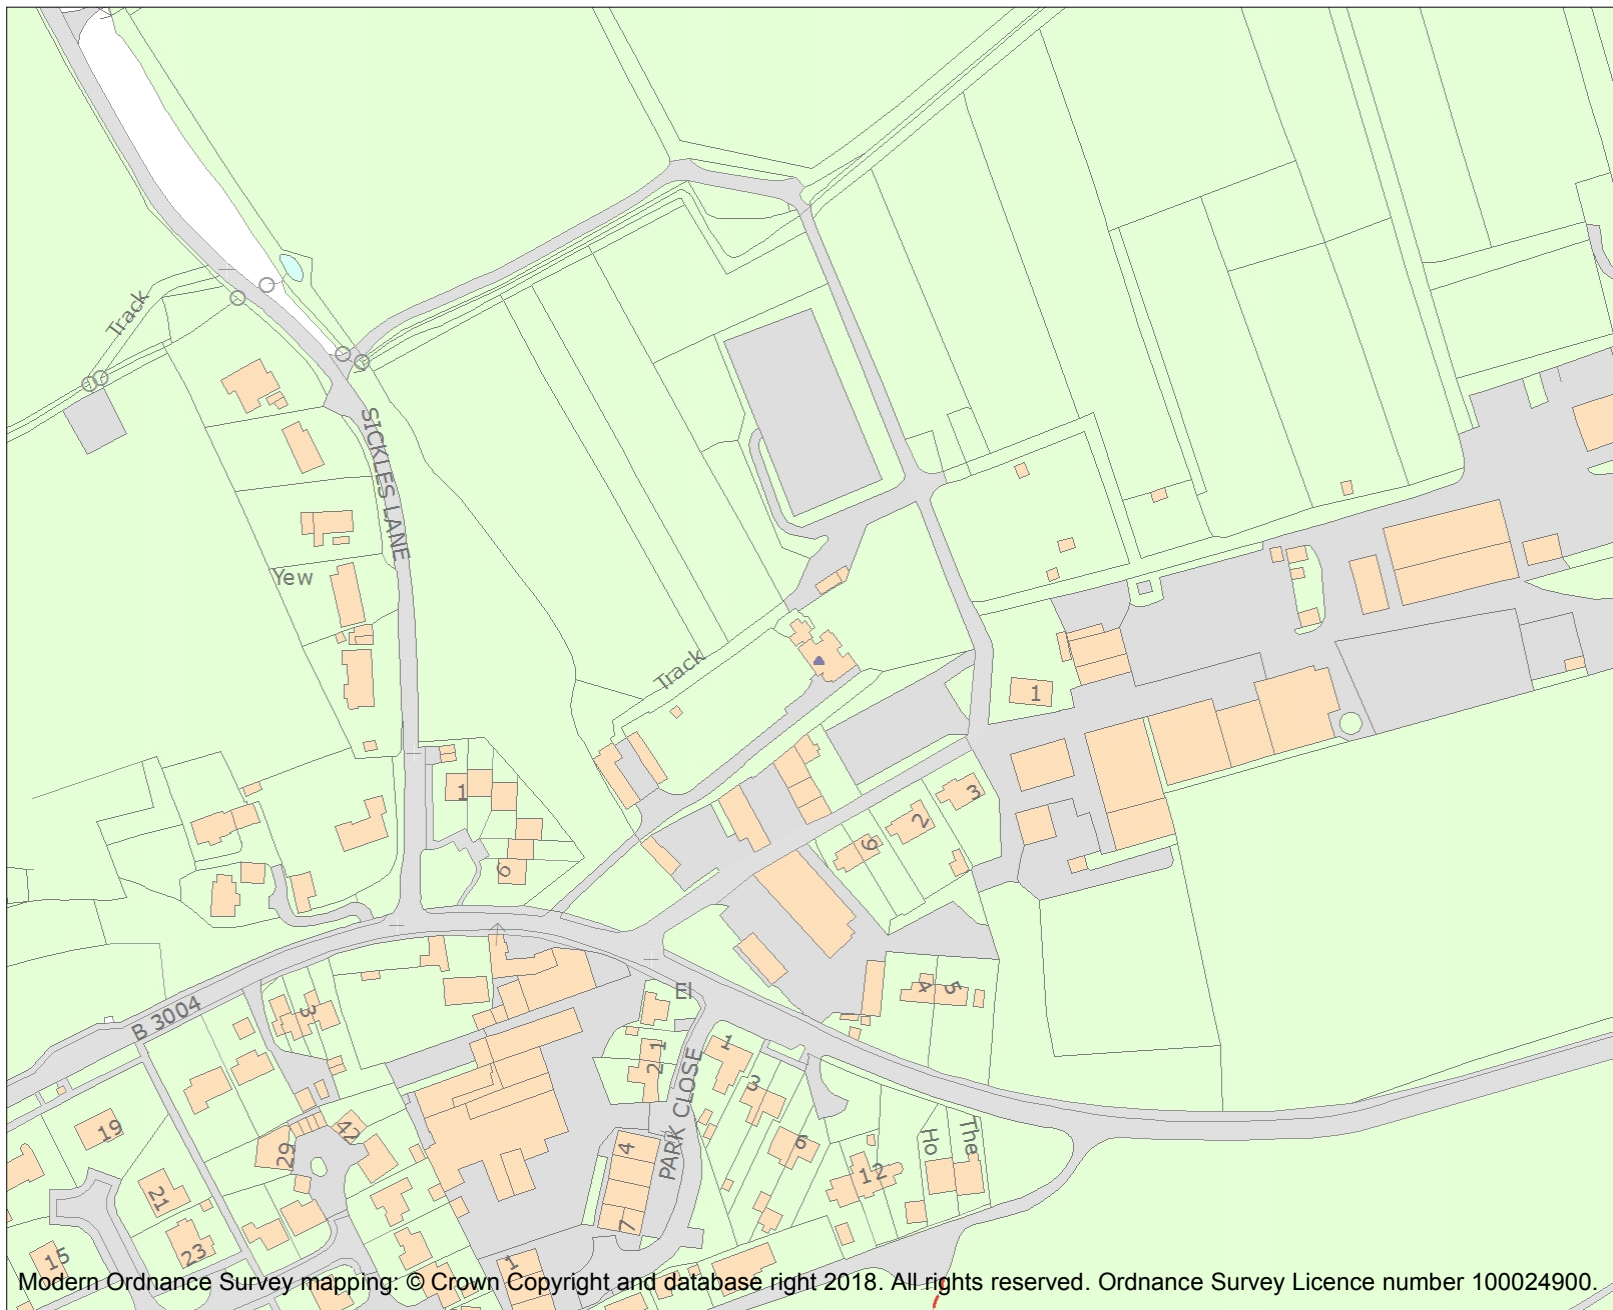 Track
SICKLES LANE
Yew
Track
1
1
3
2
6
6
B 3004
El
4
5
3
1
2
1
3
PARK CLOSE
6
4
12
Ho
The
19
42
29
21
7
23
15
1
Modern Ordnance Survey mapping: © Crown Copyright and database right 2018. All rights reserved. Ordnance Survey Licence number 100024900.